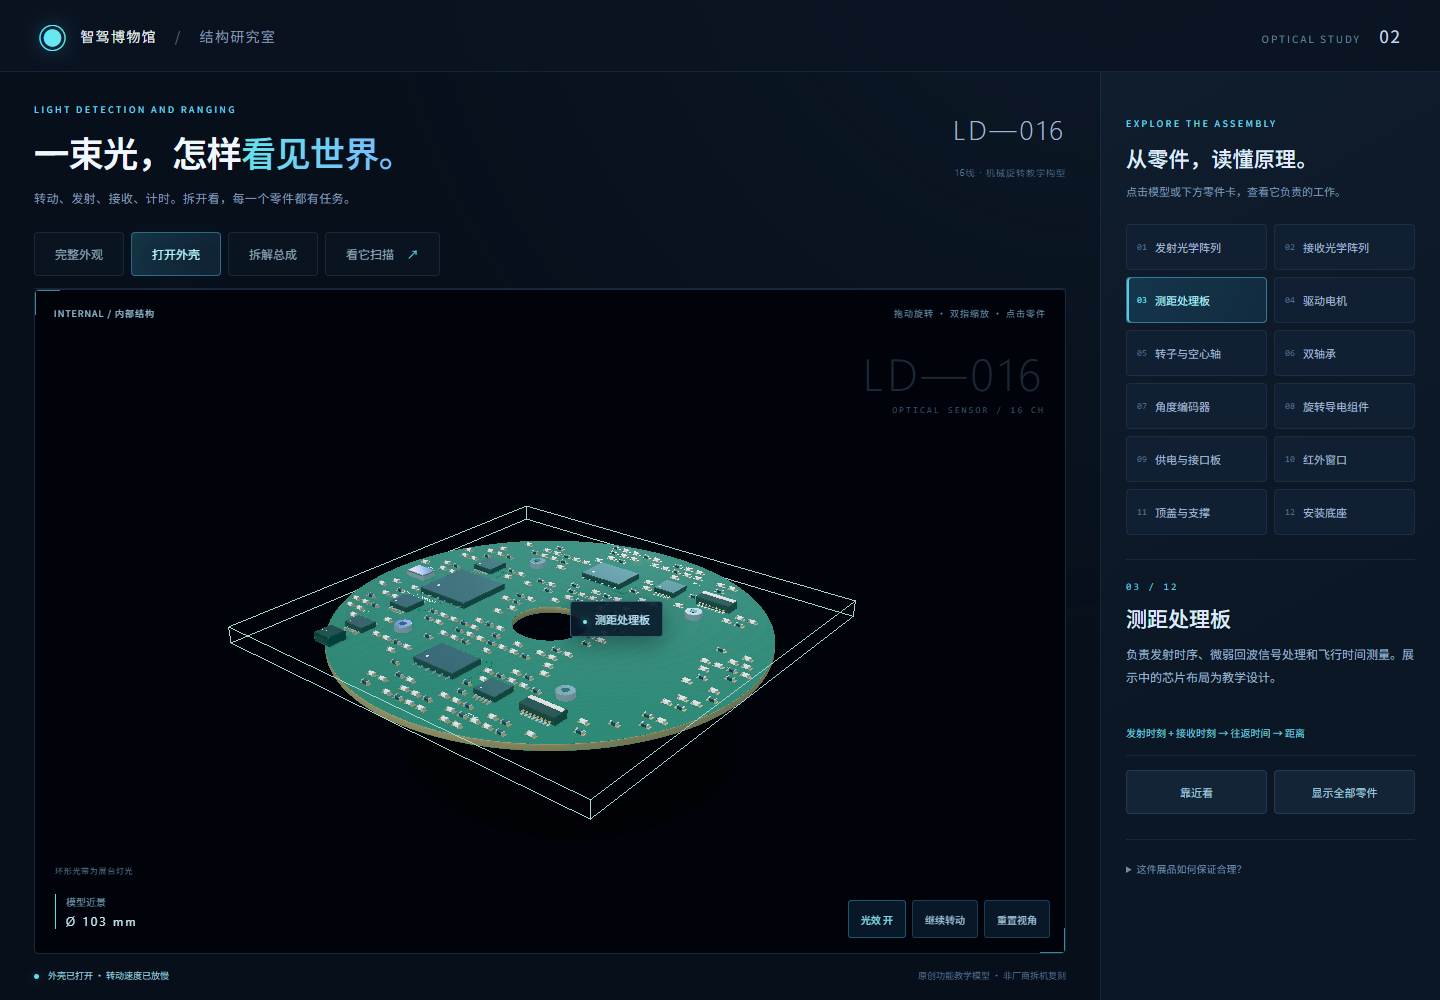 智驾博物馆 / 结构研究室
OPTICAL STUDY 02
LIGHT DETECTION AND RANGING
一束光，怎样看见世界。
转动、发射、接收、计时。拆开看，每一个零件都有任务。
LD—016
16线 · 机械旋转教学构型
完整外观
打开外壳
拆解总成
看它扫描 ↗
INTERNAL / 内部结构
拖动旋转 · 双指缩放 · 点击零件
LD—016
OPTICAL SENSOR / 16 CH
测距处理板
环形光带为展台灯光
模型近景
Ø 103 mm
光效 开
继续转动
重置视角
外壳已打开 · 转动速度已放慢
原创功能教学模型 · 非厂商拆机复刻
EXPLORE THE ASSEMBLY
从零件，读懂原理。
点击模型或下方零件卡，查看它负责的工作。
01 发射光学阵列
02 接收光学阵列
03 测距处理板
04 驱动电机
05 转子与空心轴
06 双轴承
07 角度编码器
08 旋转导电组件
09 供电与接口板
10 红外窗口
11 顶盖与支撑
12 安装底座
03 / 12
测距处理板
负责发射时序、微弱回波信号处理和飞行时间测量。展
示中的芯片布局为教学设计。
发射时刻 + 接收时刻 → 往返时间 → 距离
靠近看
显示全部零件
▶ 这件展品如何保证合理？